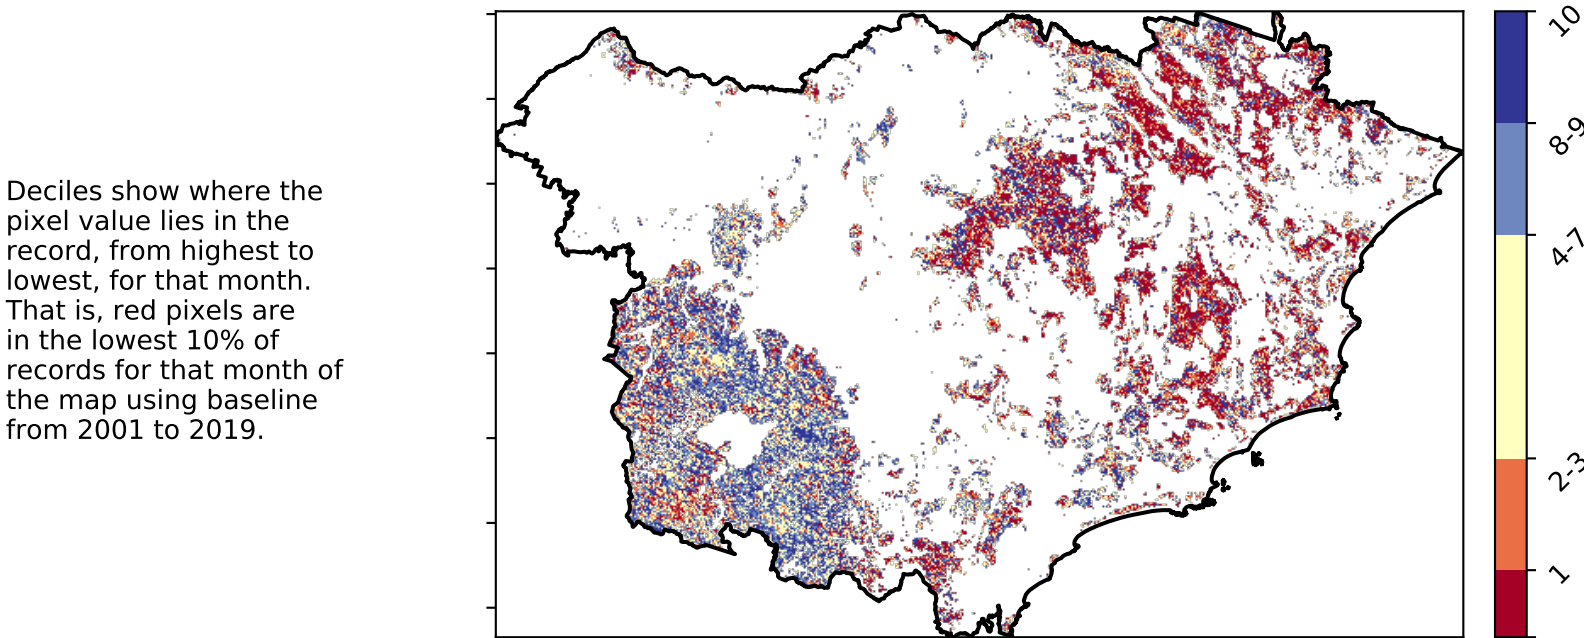 Deciles show where the
pixel value lies in the
record, from highest to
lowest, for that month.
That is, red pixels are
in the lowest 10% of
records for that month of
the map using baseline
from 2001 to 2019.
10
8-9
4-7
2-3
1